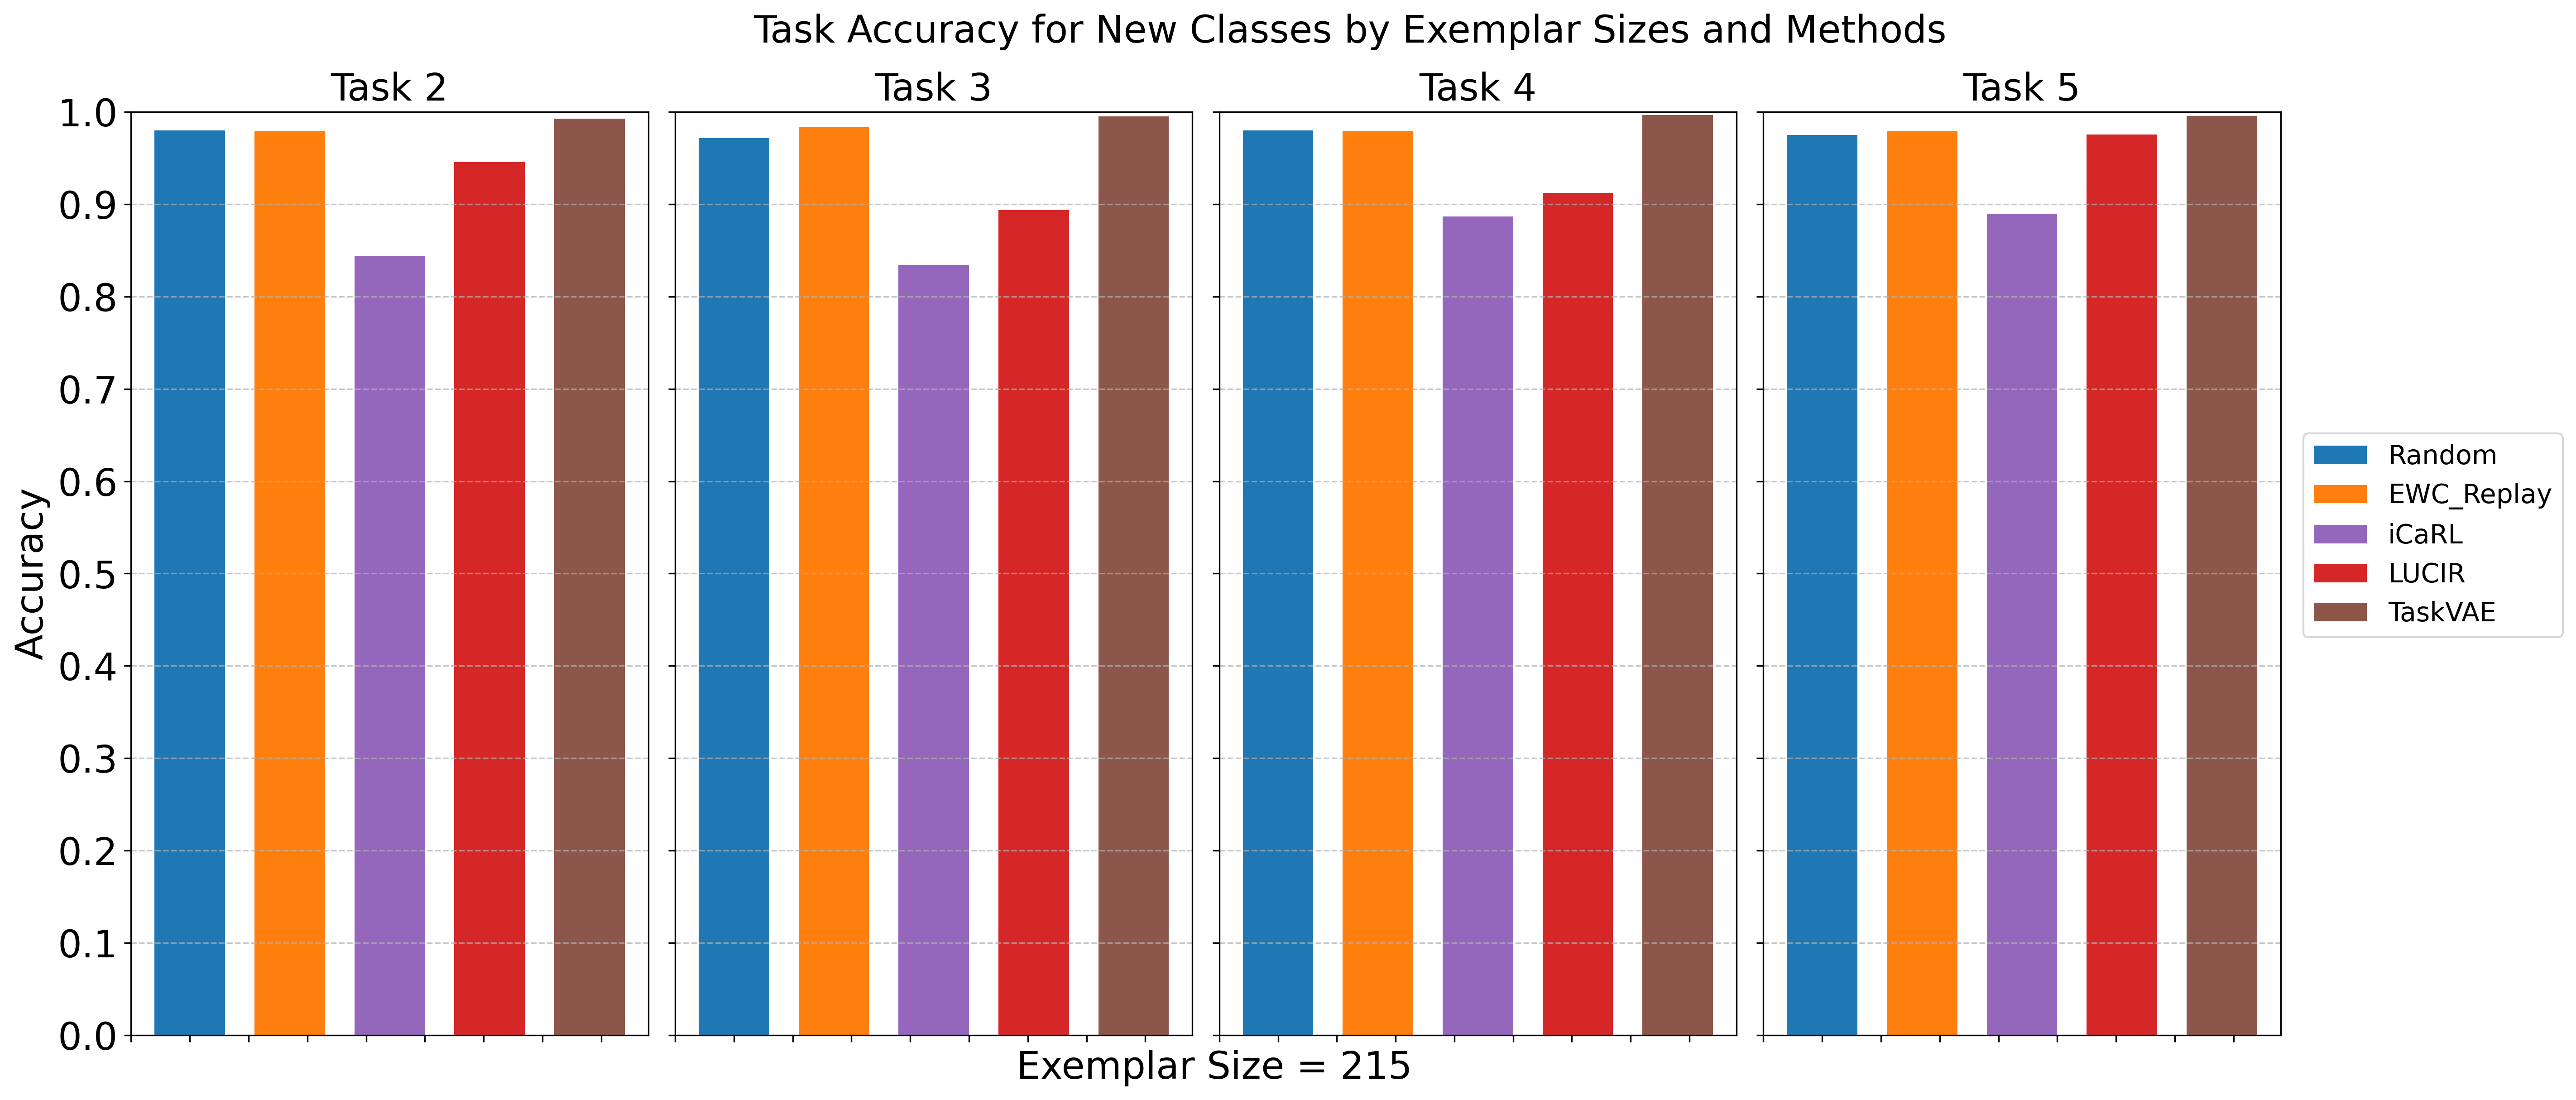 Task Accuracy for New Classes by Exemplar Sizes and Methods
Task 2
Task 3
Task 4
Task 5
Accuracy
1.0
0.9
0.8
0.7
0.6
0.5
0.4
0.3
0.2
0.1
0.0
Exemplar Size = 215
Random
EWC_Replay
iCaRL
LUCIR
TaskVAE